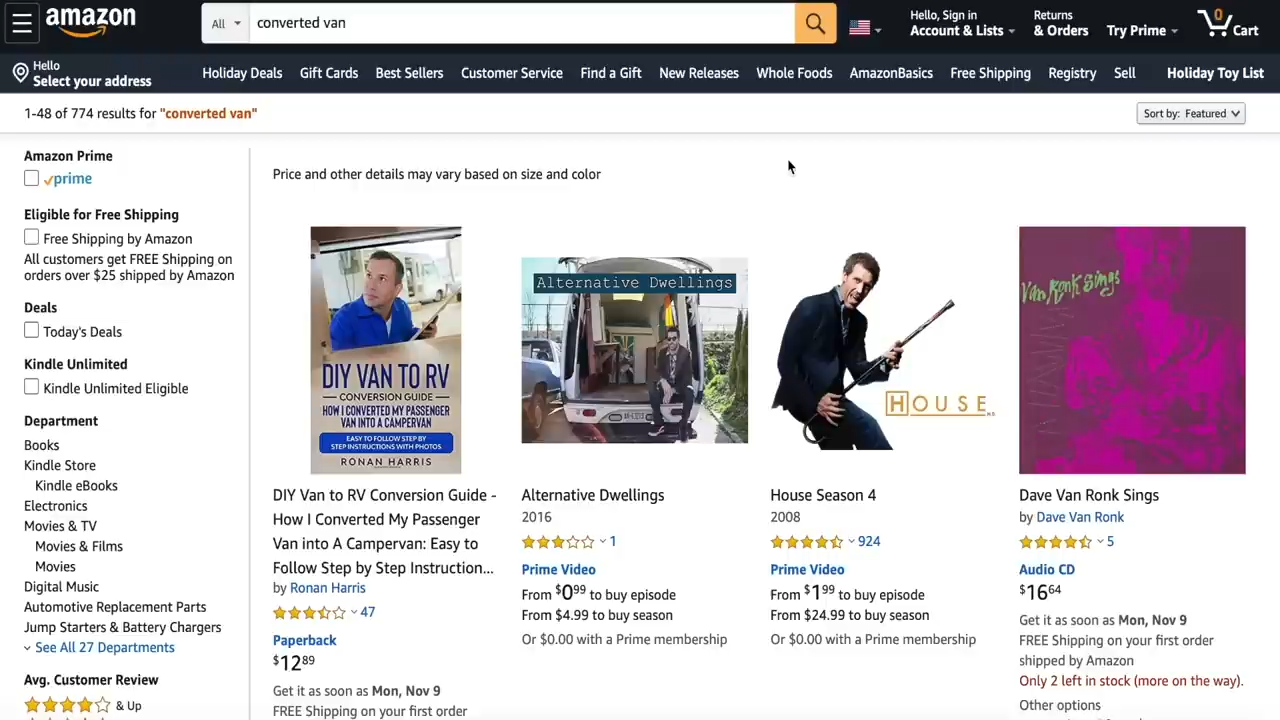 amazon
All
converted van
Hello, Sign in
Account & Lists
Returns
& Orders
Try Prime
0
Cart
Hello
Select your address
Holiday Deals
Gift Cards
Best Sellers
Customer Service
Find a Gift
New Releases
Whole Foods
AmazonBasics
Free Shipping
Registry
Sell
Holiday Toy List
1-48 of 774 results for "converted van"
Sort by: Featured
Amazon Prime
prime
Eligible for Free Shipping
Free Shipping by Amazon
All customers get FREE Shipping on
orders over $25 shipped by Amazon
Deals
Today's Deals
Kindle Unlimited
Kindle Unlimited Eligible
Department
Books
Kindle Store
Kindle eBooks
Electronics
Movies & TV
Movies & Films
Movies
Digital Music
Automotive Replacement Parts
Jump Starters & Battery Chargers
See All 27 Departments
Avg. Customer Review
& Up
Price and other details may vary based on size and color
DIY VAN TO RV
CONVERSION GUIDE
HOW I CONVERTED MY PASSENGER
VAN INTO A CAMPERVAN
EASY TO FOLLOW STEP BY
STEP INSTRUCTIONS WITH PHOTOS
RONAN HARRIS
DIY Van to RV Conversion Guide -
How I Converted My Passenger
Van into A Campervan: Easy to
Follow Step by Step Instruction...
by Ronan Harris
47
Paperback
$12.89
Get it as soon as Mon, Nov 9
FREE Shipping on your first order
Alternative Dwellings
Alternative Dwellings
2016
1
Prime Video
From $0.99 to buy episode
From $4.99 to buy season
Or $0.00 with a Prime membership
HOUSE
House Season 4
2008
924
Prime Video
From $1.99 to buy episode
From $24.99 to buy season
Or $0.00 with a Prime membership
Van Ronk Sings
Dave Van Ronk Sings
by Dave Van Ronk
5
Audio CD
$16.64
Get it as soon as Mon, Nov 9
FREE Shipping on your first order
shipped by Amazon
Only 2 left in stock (more on the way).
Other options